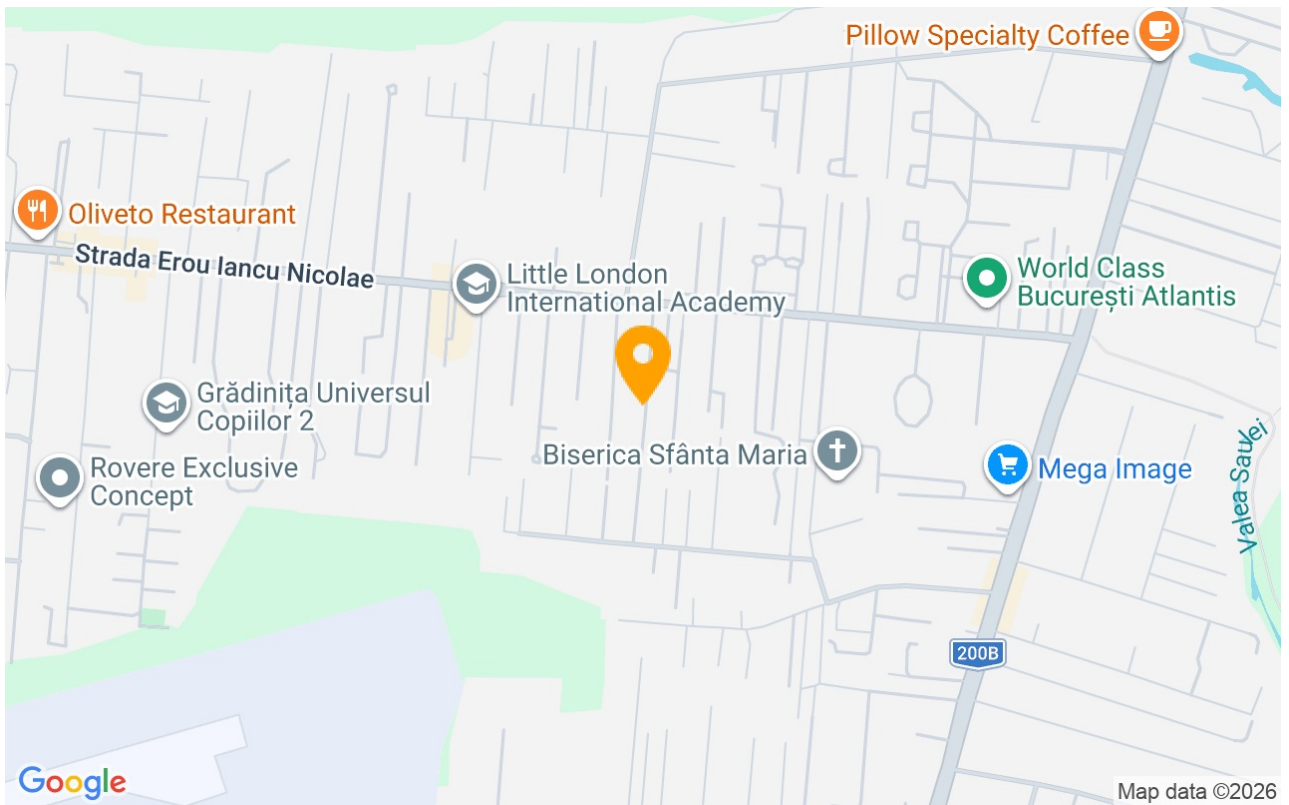 Pillow Specialty Coffee
Oliveto Restaurant
Strada Erou Iancu Nicolae
Little London
International Academy
World Class
București Atlantis
Grădinița Universul
Copiilor 2
Biserica Sfânta Maria
Mega Image
Rovere Exclusive
Concept
Valea Saulei
200B
Google
Map data ©2026